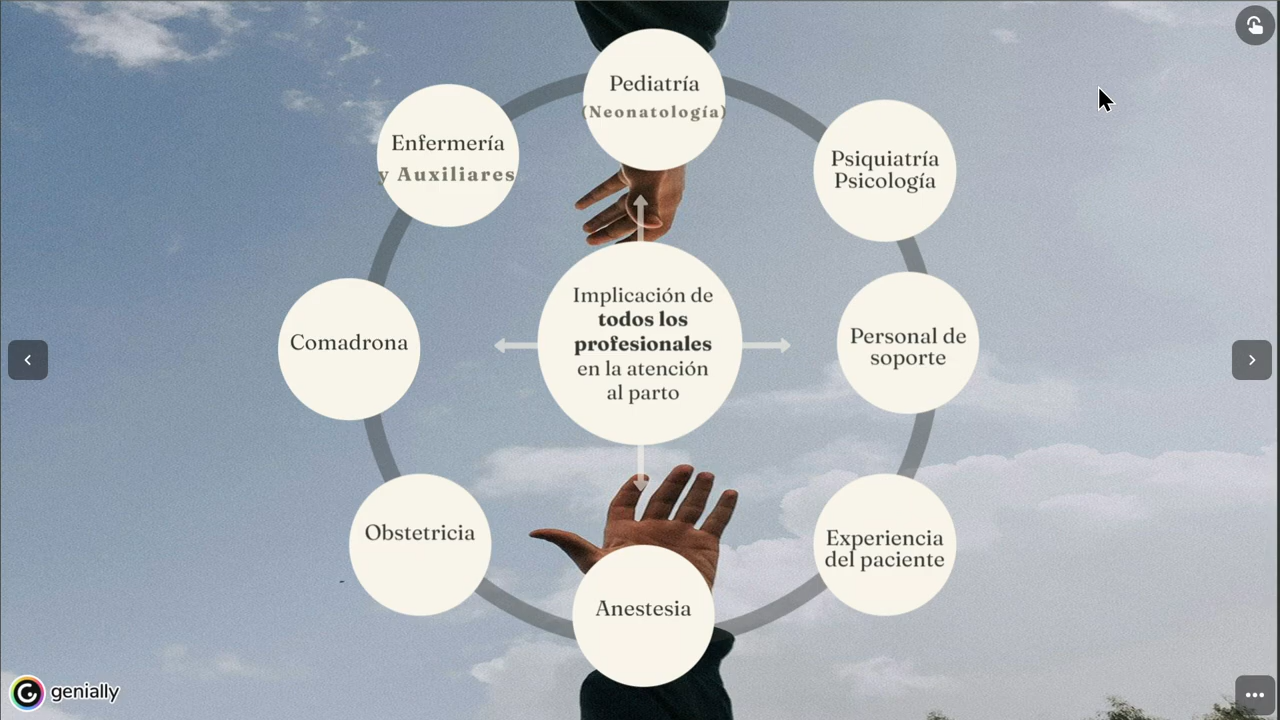 Pediatría
(Neonatología)
Enfermería
y Auxiliares
Psiquiatría
Psicología
Implicación de
todos los
profesionales
en la atención
al parto
Comadrona
Personal de
soporte
Obstetricia
Experiencia
del paciente
Anestesia
genially